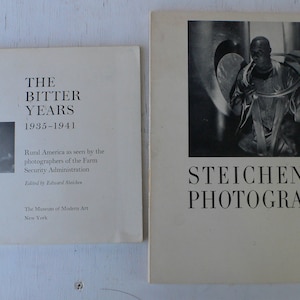 THE
BITTER
YEARS
1935-1941
Rural America as seen by the
photographers of the Farm
Security Administration
Edited by Edward Steichen
The Museum of Modern Art
New York
STEICHEN
PHOTOGRA